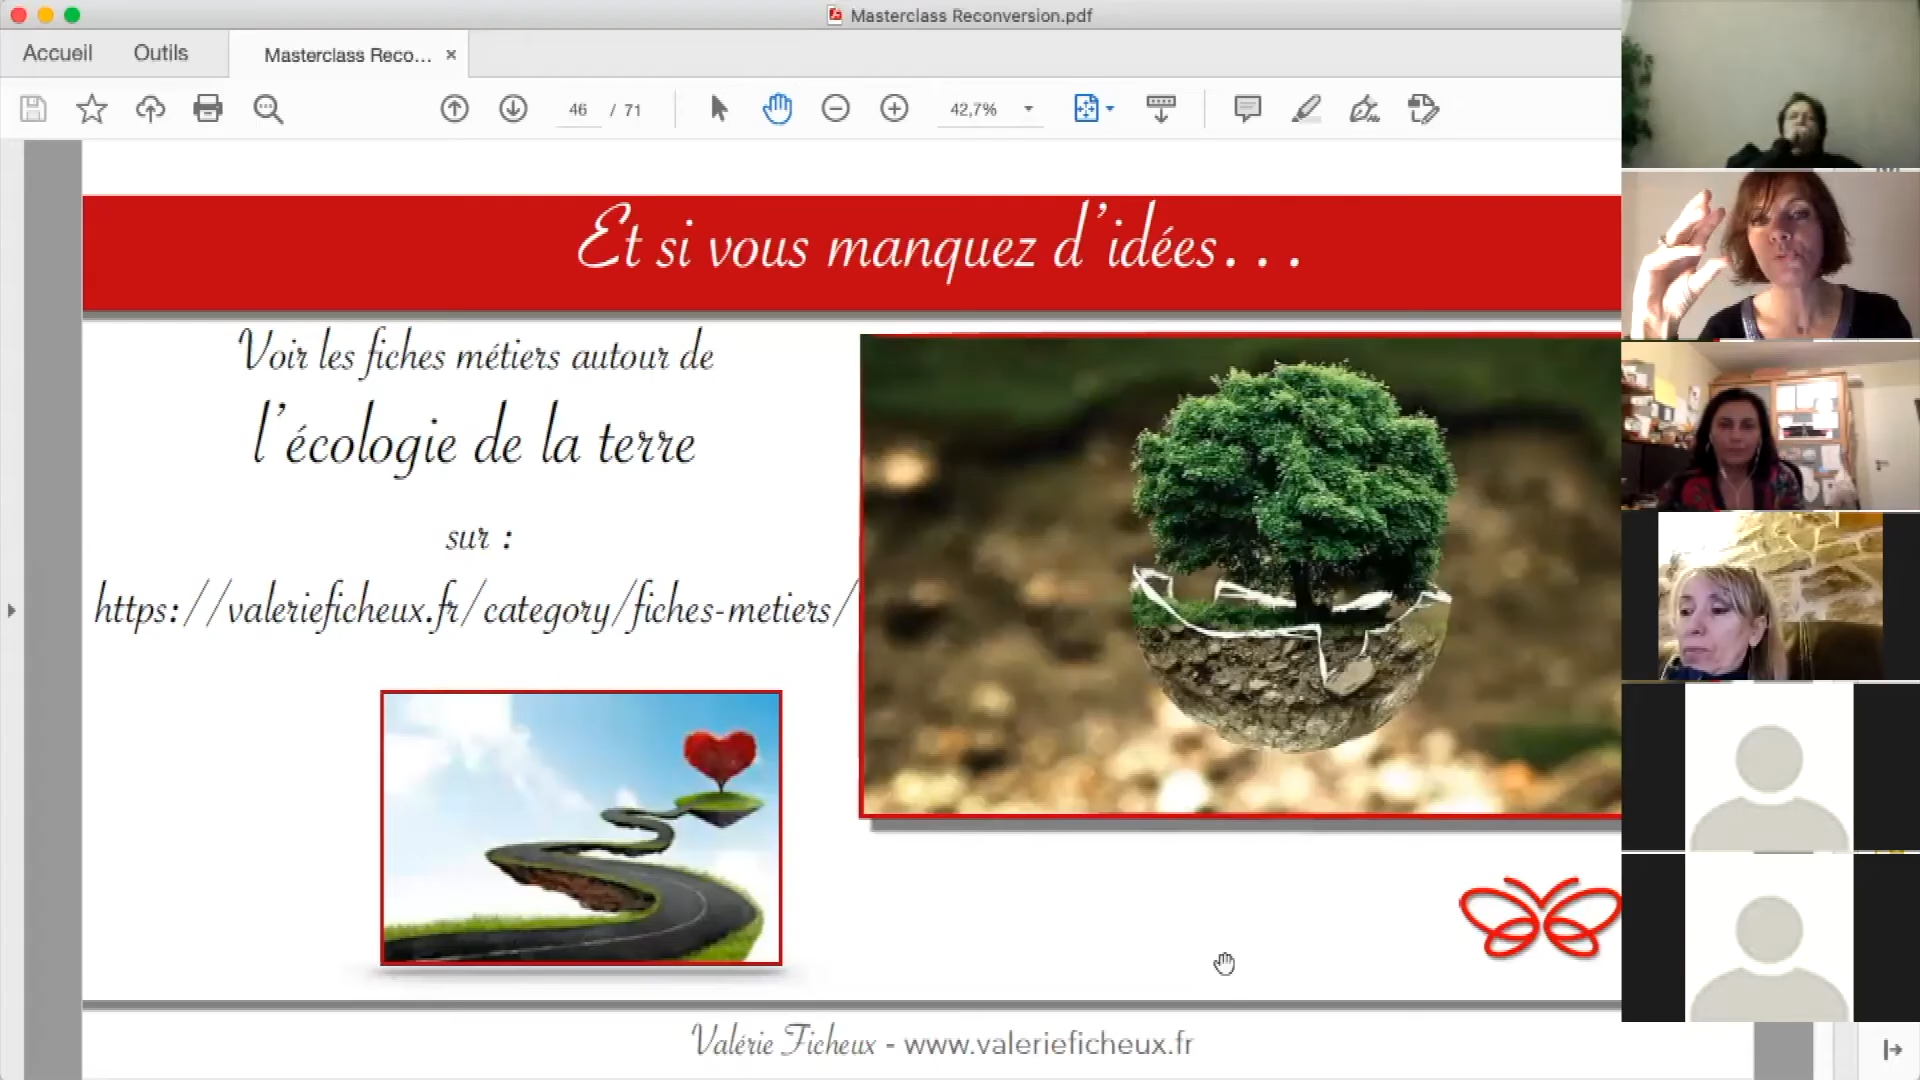 Masterclass Reconversion.pdf
Accueil
Outils
Masterclass Reco...
46 / 71
42,7%
Et si vous manquez d'idées...
Voir les fiches métiers autour de
l'écologie de la terre
sur :
https://valerieficheux.fr/category/fiches-metiers/
Valérie Ficheux - www.valerieficheux.fr